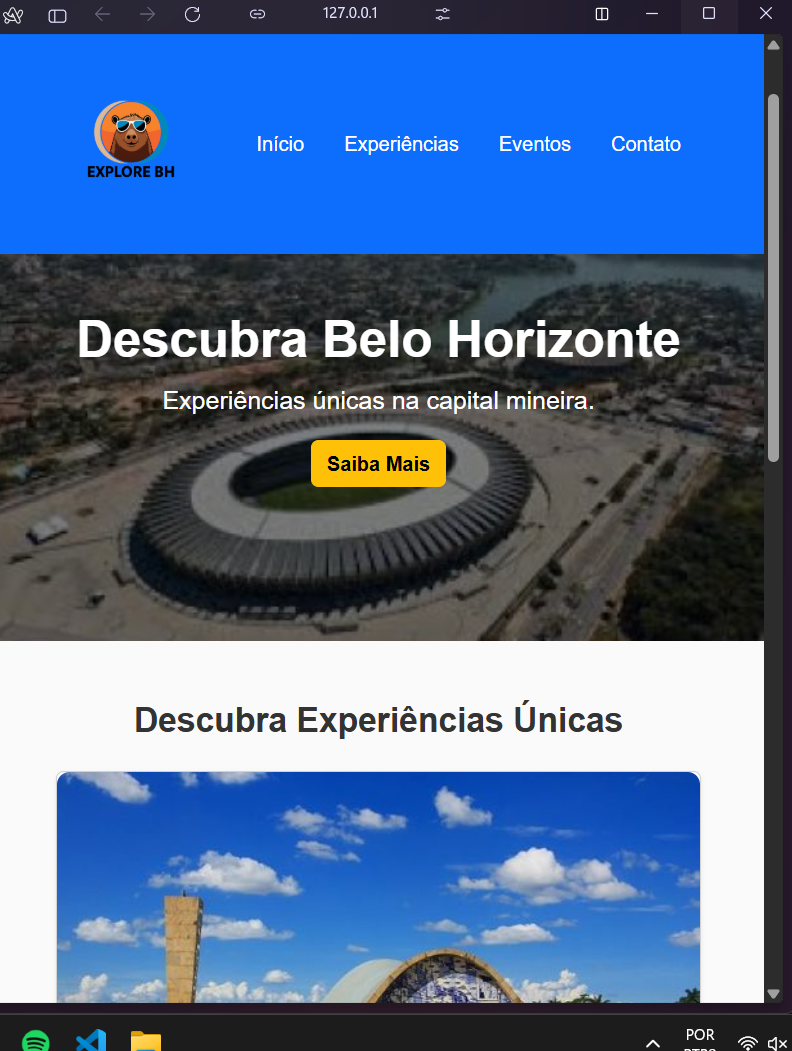 127.0.0.1
EXPLORE BH
Início Experiências Eventos Contato
Descubra Belo Horizonte
Experiências únicas na capital mineira.
Saiba Mais
Descubra Experiências Únicas
POR